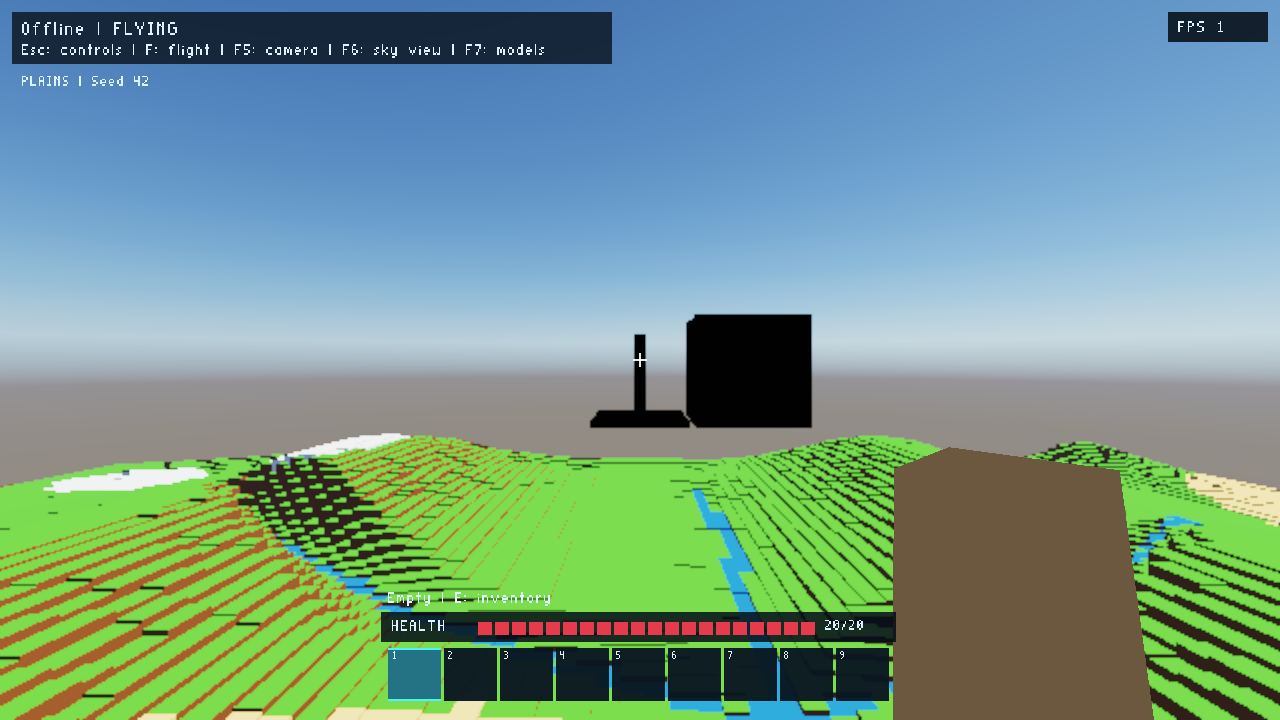 Offline | FLYING
FPS 1
Esc: controls | F: flight | F5: camera | F6: sky view | F7: models
PLAINS | Seed 42
Empty | E: inventory
HEALTH 20/20
1 2 3 4 5 6 7 8 9